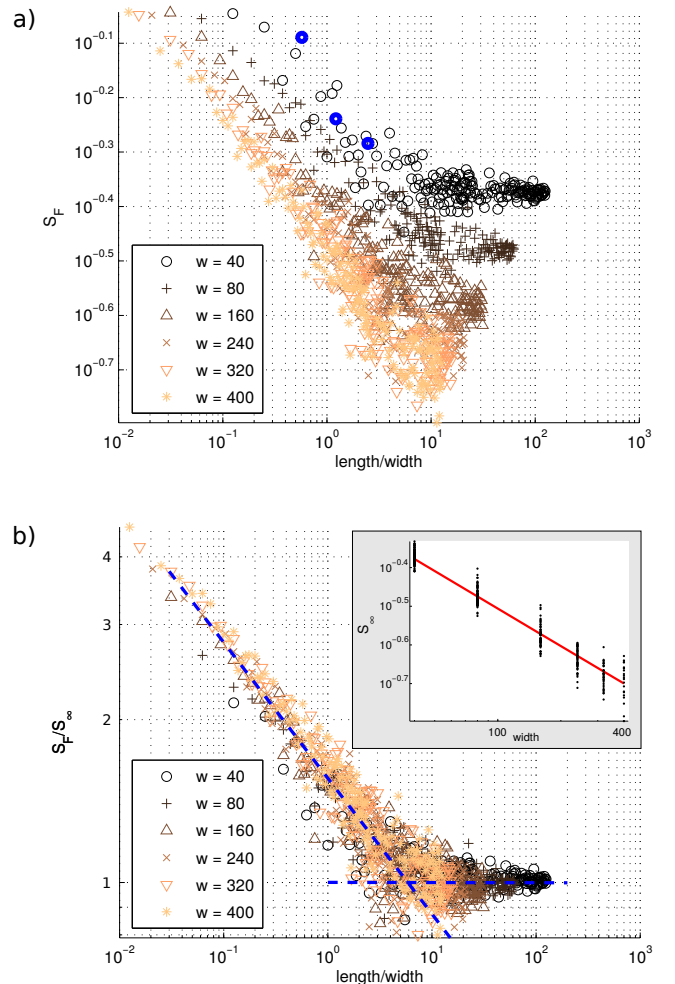 a)
10^-0.1
10^-0.2
10^-0.3
10^-0.4
10^-0.5
10^-0.6
10^-0.7
S_F
w = 40
w = 80
w = 160
w = 240
w = 320
w = 400
10^-2 10^-1 10^0 10^1 10^2 10^3
length/width
b)
4
3
2
1
S_F/S_∞
10^-0.4
10^-0.5
10^-0.6
10^-0.7
S_∞
width 100 400
w = 40
w = 80
w = 160
w = 240
w = 320
w = 400
10^-2 10^-1 10^0 10^1 10^2 10^3
length/width